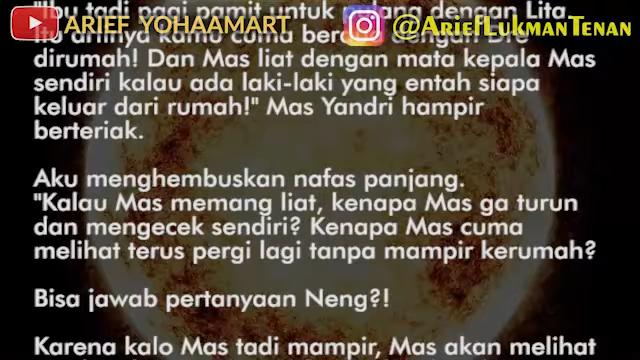 "Ibu tadi pagi pamit untuk dengan Lita
ARIEF YOHAAMART
@AriefLukmanTenan
Itu artinya kamu cuma dengan Dre
dirumah! Dan Mas liat dengan mata kepala Mas
sendiri kalau ada laki-laki yang entah siapa
keluar dari rumah!" Mas Yandri hampir
berteriak.
Aku menghembuskan nafas panjang.
"Kalau Mas memang liat, kenapa Mas ga turun
dan mengecek sendiri? Kenapa Mas cuma
melihat terus pergi lagi tanpa mampir kerumah?
Bisa jawab pertanyaan Neng?!
Karena kalo Mas tadi mampir, Mas akan melihat